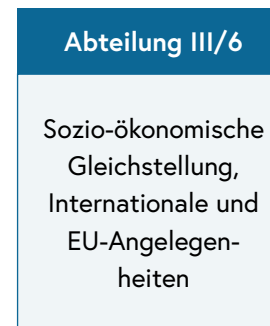 Abteilung III/6
Sozio-ökonomische
Gleichstellung,
Internationale und
EU-Angelegen-
heiten